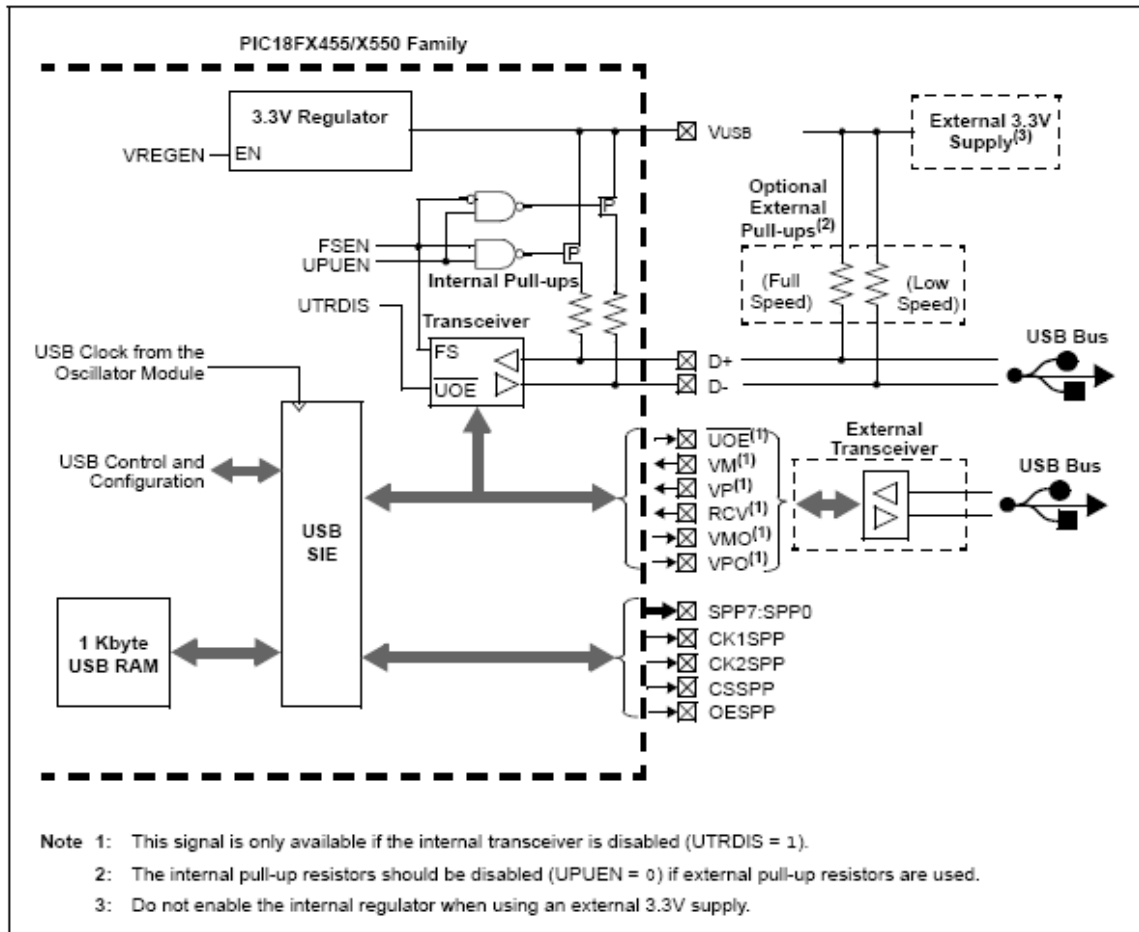 PIC18FX455/X550 Family
3.3V Regulator
EN
VREGEN
VUSB
External 3.3V
Supply(3)
Optional
External
Pull-ups(2)
(Full
Speed)
(Low
Speed)
P
P
FSEN
UPUEN
Internal Pull-ups
UTRDIS
Transceiver
FS
UOE
D+
D-
USB Bus
USB Clock from the
Oscillator Module
USB Control and
Configuration
USB
SIE
1 Kbyte
USB RAM
UOE(1)
VM(1)
VP(1)
RCV(1)
VMO(1)
VPO(1)
External
Transceiver
USB Bus
SPP7:SPP0
CK1SPP
CK2SPP
CSSPP
OESPP
Note 1: This signal is only available if the internal transceiver is disabled (UTRDIS = 1).
2: The internal pull-up resistors should be disabled (UPUEN = 0) if external pull-up resistors are used.
3: Do not enable the internal regulator when using an external 3.3V supply.